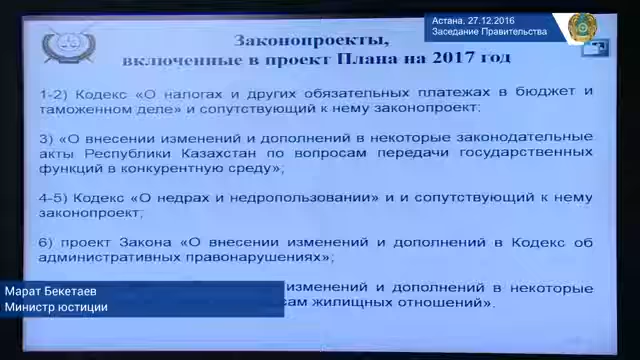 Астана, 27.12.2016
Заседание Правительства
Законопроекты,
включенные в проект Плана на 2017 год
1-2) Кодекс «О налогах и других обязательных платежах в бюджет и
таможенном деле» и сопутствующий к нему законопроект;
3) «О внесении изменений и дополнений в некоторые законодательные
акты Республики Казахстан по вопросам передачи государственных
функций в конкурентную среду»;
4-5) Кодекс «О недрах и недропользовании» и и сопутствующий к нему
законопроект;
6) проект Закона «О внесении изменений и дополнений в Кодекс об
административных правонарушениях»;
изменений и дополнений в некоторые
жилищных отношений».
Марат Бекетаев
Министр юстиции